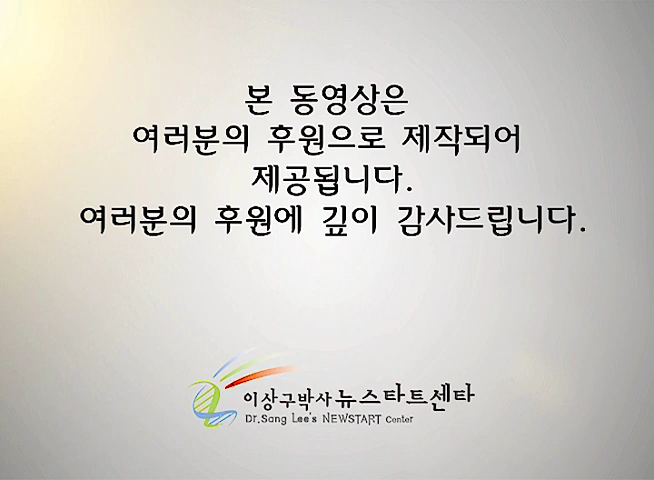 본 동영상은
여러분의 후원으로 제작되어
제공됩니다.
여러분의 후원에 깊이 감사드립니다.
이상구박사 뉴스타트센타
Dr.Sang Lee's NEWSTART Center